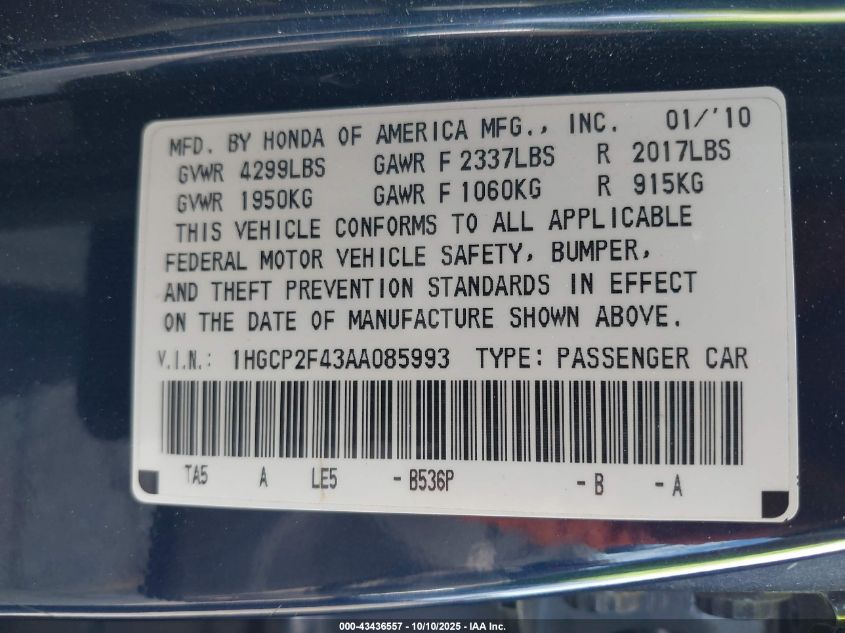 MFD. BY HONDA OF AMERICA MFG., INC. 01/'10
GVWR 4299LBS GAWR F 2337LBS R 2017LBS
GVWR 1950KG GAWR F 1060KG R 915KG
THIS VEHICLE CONFORMS TO ALL APPLICABLE
FEDERAL MOTOR VEHICLE SAFETY, BUMPER,
AND THEFT PREVENTION STANDARDS IN EFFECT
ON THE DATE OF MANUFACTURE SHOWN ABOVE.
V.I.N.: 1HGCP2F43AA085993 TYPE: PASSENGER CAR
TA5 A LE5 - B536P - B - A
000-43436557 - 10/10/2025 - IAA Inc.